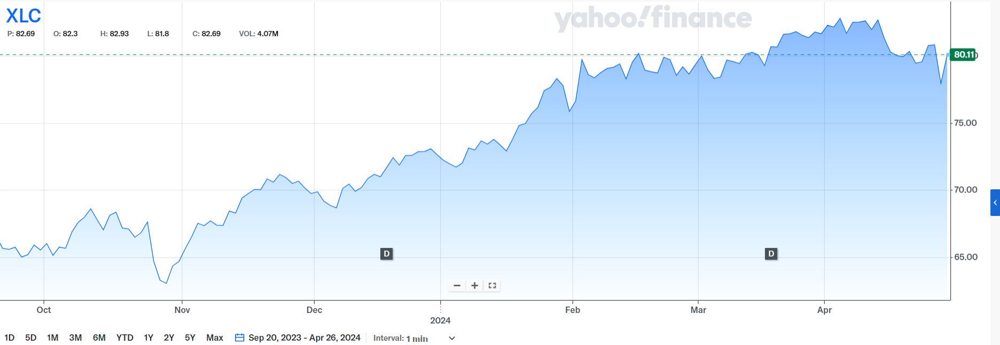 XLC
yahoo!finance
P: 82.69 O: 82.3 H: 82.93 L: 81.8 C: 82.69 VOL: 4.07M
80.11
75.00
70.00
D D
65.00
Oct Nov Dec 2024 Feb Mar Apr
1D 5D 1M 3M 6M YTD 1Y 2Y 5Y Max Sep 20, 2023 - Apr 26, 2024 Interval: 1 min